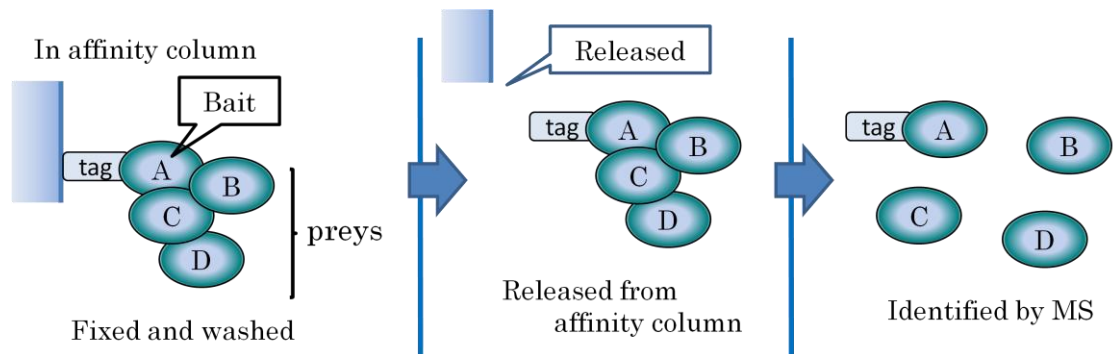 In affinity column
Bait
tag
A
B
C
D
preys
Fixed and washed
Released
tag
A
B
C
D
Released from
affinity column
tag
A
B
C
D
Identified by MS